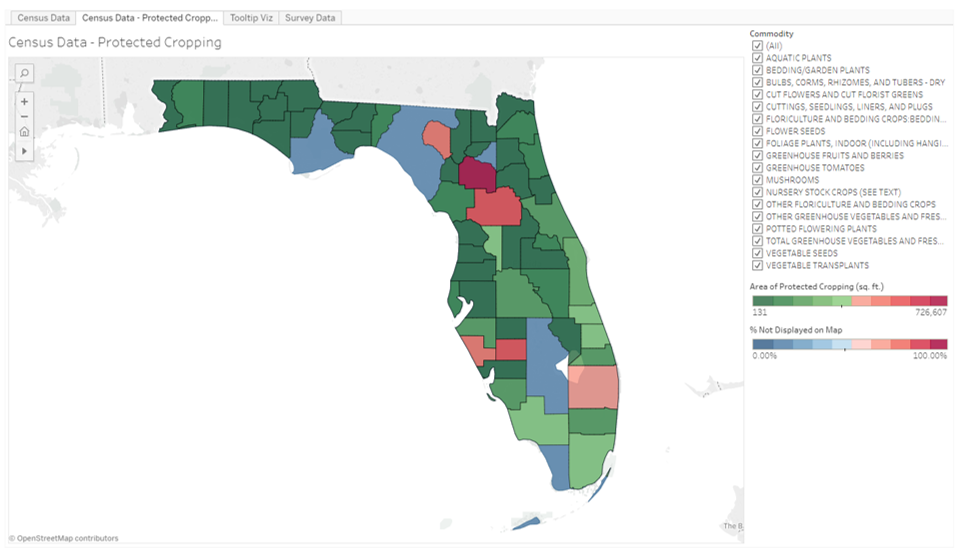 Census Data
Census Data - Protected Cropp...
Tooltip Viz
Survey Data
Census Data - Protected Cropping
Commodity
(All)
AQUATIC PLANTS
BEDDING/GARDEN PLANTS
BULBS, CORMS, RHIZOMES, AND TUBERS - DRY
CUT FLOWERS AND CUT FLORIST GREENS
CUTTINGS, SEEDLINGS, LINERS, AND PLUGS
FLORICULTURE AND BEDDING CROPS:BEDDIN...
FLOWER SEEDS
FOLIAGE PLANTS, INDOOR (INCLUDING HANGI...
GREENHOUSE FRUITS AND BERRIES
GREENHOUSE TOMATOES
MUSHROOMS
NURSERY STOCK CROPS (SEE TEXT)
OTHER FLORICULTURE AND BEDDING CROPS
OTHER GREENHOUSE VEGETABLES AND FRES...
POTTED FLOWERING PLANTS
TOTAL GREENHOUSE VEGETABLES AND FRES...
VEGETABLE SEEDS
VEGETABLE TRANSPLANTS
Area of Protected Cropping (sq. ft.)
131 726,607
% Not Displayed on Map
0.00% 100.00%
The B
© OpenStreetMap contributors